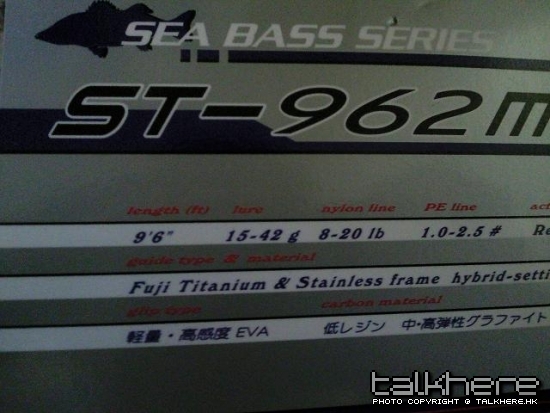 SEA BASS SERIES
ST-962m
length (ft) lure nylon line PE line
9'6" 15-42 g 8-20 lb 1.0-2.5 # Re
guide type & material
Fuji Titanium & Stainless frame hybrid-setti
grip type carbon material
軽量・高感度 EVA 低レジン 中・高弾性グラファイト
talkhere
PHOTO COPYRIGHT @ TALKHERE.HK